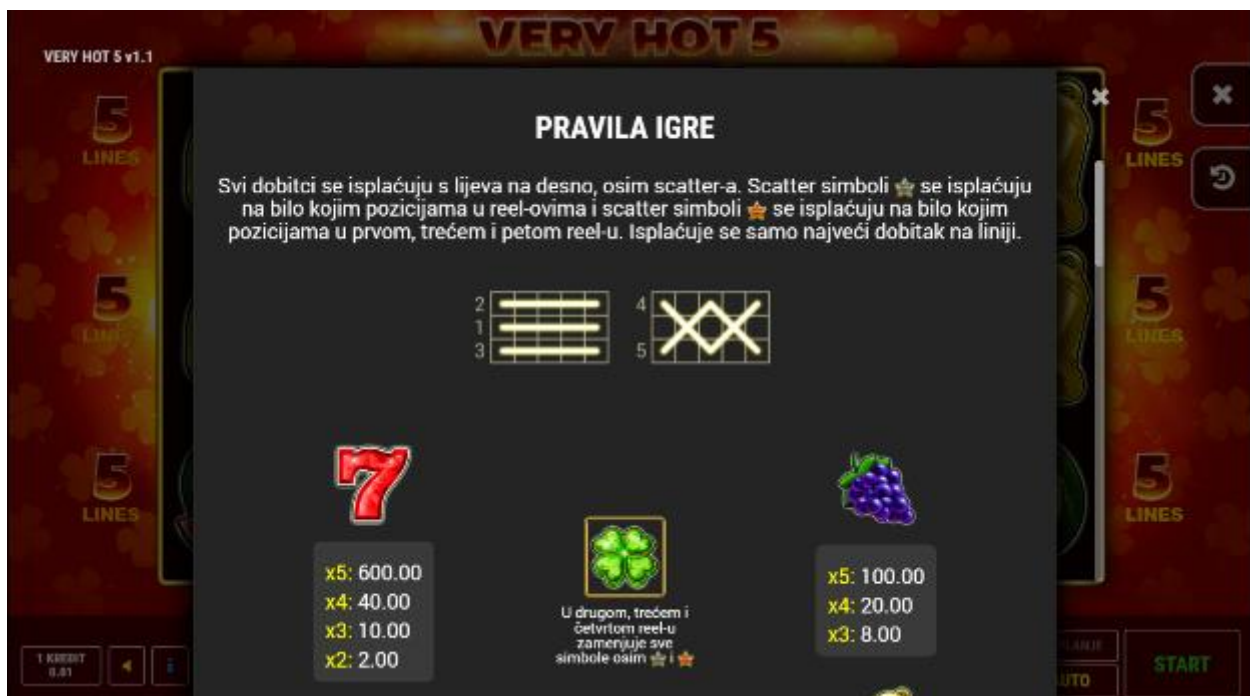 VERY HOT 5
VERY HOT 5 v1.1
5
LINES
5
LINES
PRAVILA IGRE
Svi dobitci se isplaćuju s lijeva na desno, osim scatter-a. Scatter simboli se isplaćuju
na bilo kojim pozicijama u reel-ovima i scatter simboli se isplaćuju na bilo kojim
pozicijama u prvom, trećem i petom reel-u. Isplaćuje se samo najveći dobitak na liniji.
2
1
3
4
5
5
LINES
5
LINES
x5: 600.00
x4: 40.00
x3: 10.00
x2: 2.00
U drugom, trećem i
četvrtom reel-u
zamenjuje sve
simbole osim i
x5: 100.00
x4: 20.00
x3: 8.00
5
LINES
5
LINES
1 KREDIT
0.01
i
START